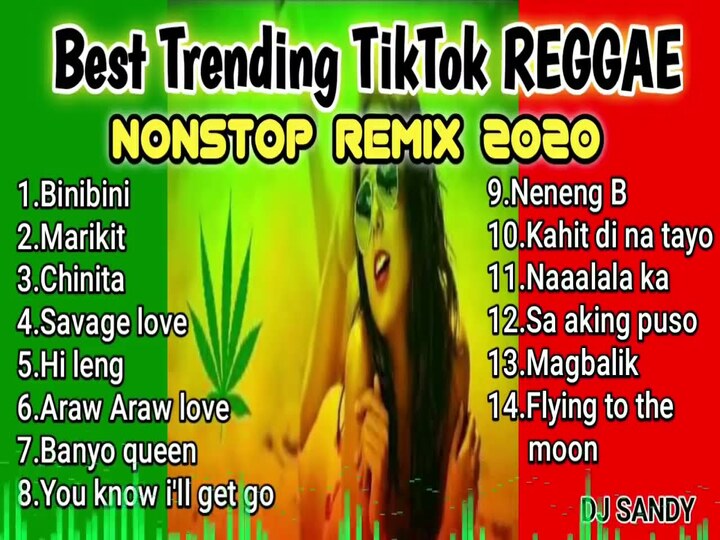 Best Trending TikTok REGGAE
NONSTOP REMIX 2020
1.Binibini
2.Marikit
3.Chinita
4.Savage love
5.Hi leng
6.Araw Araw love
7.Banyo queen
8.You know i'll get go
9.Neneng B
10.Kahit di na tayo
11.Naaalala ka
12.Sa aking puso
13.Magbalik
14.Flying to the
moon
DJ SANDY